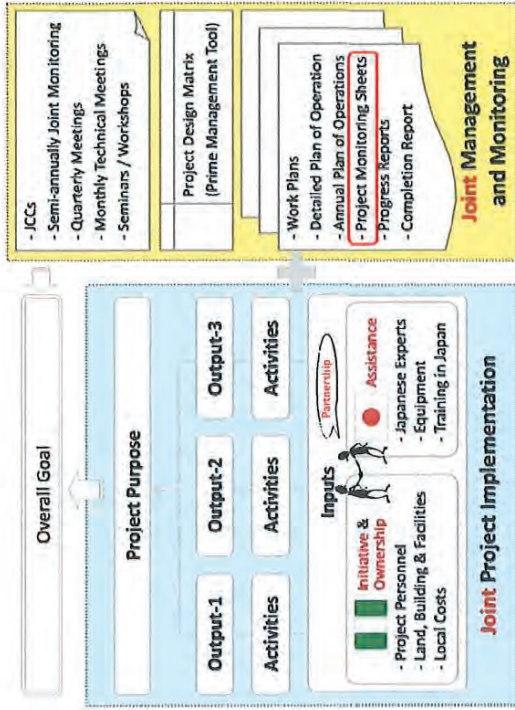 Overall Goal
Project Purpose
Output-1
Output-2
Output-3
Activities
Activities
Activities
Inputs
Partnership
Initiative &
Ownership
- Project Personnel
- Land, Building & Facilities
- Local Costs
Assistance
- Japanese Experts
- Equipment
- Training in Japan
Joint Project Implementation
- JCCs
- Semi-annually Joint Monitoring
- Quarterly Meetings
- Monthly Technical Meetings
- Seminars / Workshops
Project Design Matrix
(Prime Management Tool)
- Work Plans
- Detailed Plan of Operation
- Annual Plan of Operations
- Project Monitoring Sheets
- Progress Reports
- Completion Report
Joint Management
and Monitoring